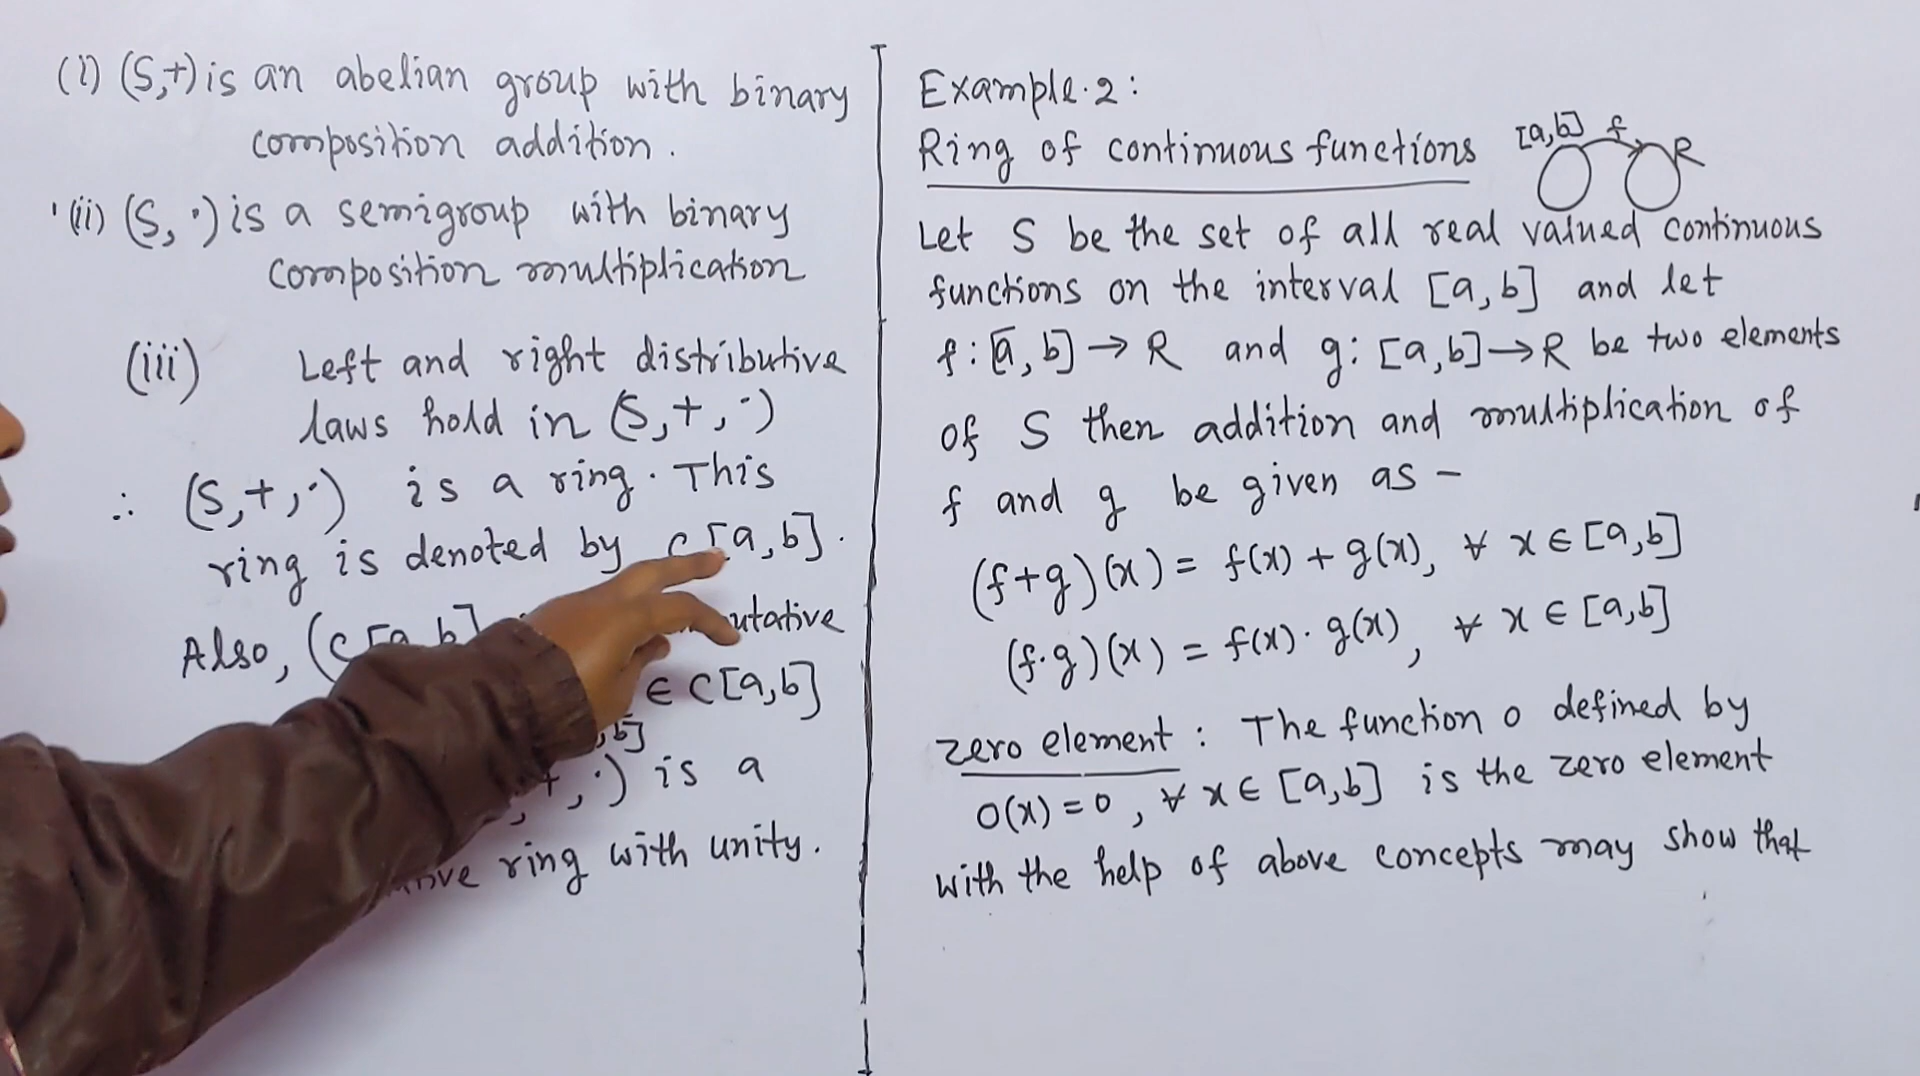 (i) (S,+) is an abelian group with binary
composition addition.
(ii) (S, ·) is a semigroup with binary
composition multiplication
(iii) Left and right distributive
laws hold in (S,+,·)
∴ (S,+,·) is a ring. This
ring is denoted by C[a,b].
Also, (C[a,b]
∈ C[a,b]
,b]
+,·) is a
ring with unity.
Example.2:
Ring of continuous functions
[a,b] f R
Let S be the set of all real valued continuous
functions on the interval [a,b] and let
f:[a,b]→R and g:[a,b]→R be two elements
of S then addition and multiplication of
f and g be given as –
(f+g)(x) = f(x) + g(x), ∀ x ∈ [a,b]
(f·g)(x) = f(x)·g(x), ∀ x ∈ [a,b]
zero element : The function 0 defined by
0(x)=0, ∀ x ∈ [a,b] is the zero element
with the help of above concepts may show that